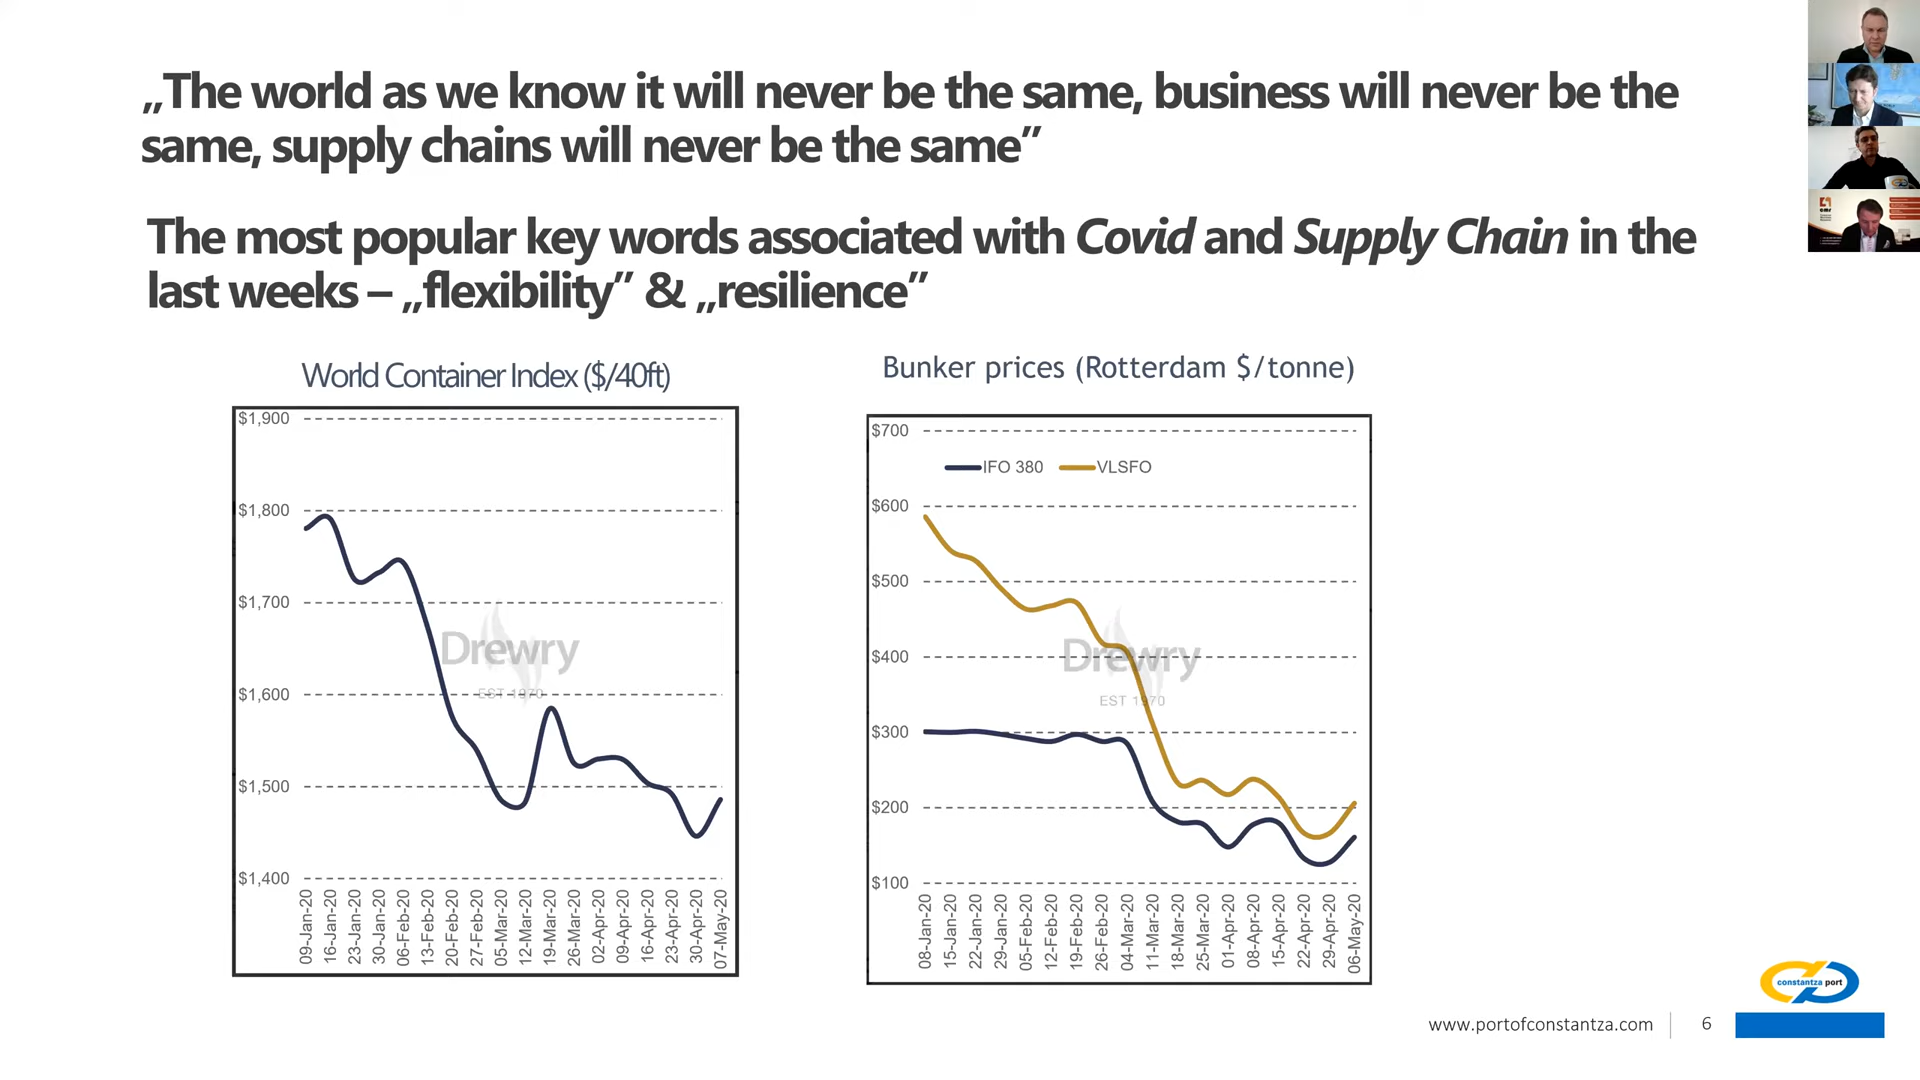 „The world as we know it will never be the same, business will never be the
same, supply chains will never be the same”
The most popular key words associated with Covid and Supply Chain in the
last weeks – „flexibility” & „resilience”
World Container Index ($/40ft)
$1,900
$1,800
$1,700
$1,600
$1,500
$1,400
Drewry
EST 1970
09-Jan-20
16-Jan-20
23-Jan-20
30-Jan-20
06-Feb-20
13-Feb-20
20-Feb-20
27-Feb-20
05-Mar-20
12-Mar-20
19-Mar-20
26-Mar-20
02-Apr-20
09-Apr-20
16-Apr-20
23-Apr-20
30-Apr-20
07-May-20
Bunker prices (Rotterdam $/tonne)
$700
IFO 380 VLSFO
$600
$500
$400
$300
$200
$100
Drewry
EST 1970
08-Jan-20
15-Jan-20
22-Jan-20
29-Jan-20
05-Feb-20
12-Feb-20
19-Feb-20
26-Feb-20
04-Mar-20
11-Mar-20
18-Mar-20
25-Mar-20
01-Apr-20
08-Apr-20
15-Apr-20
22-Apr-20
29-Apr-20
06-May-20
constantza port
www.portofconstantza.com
6